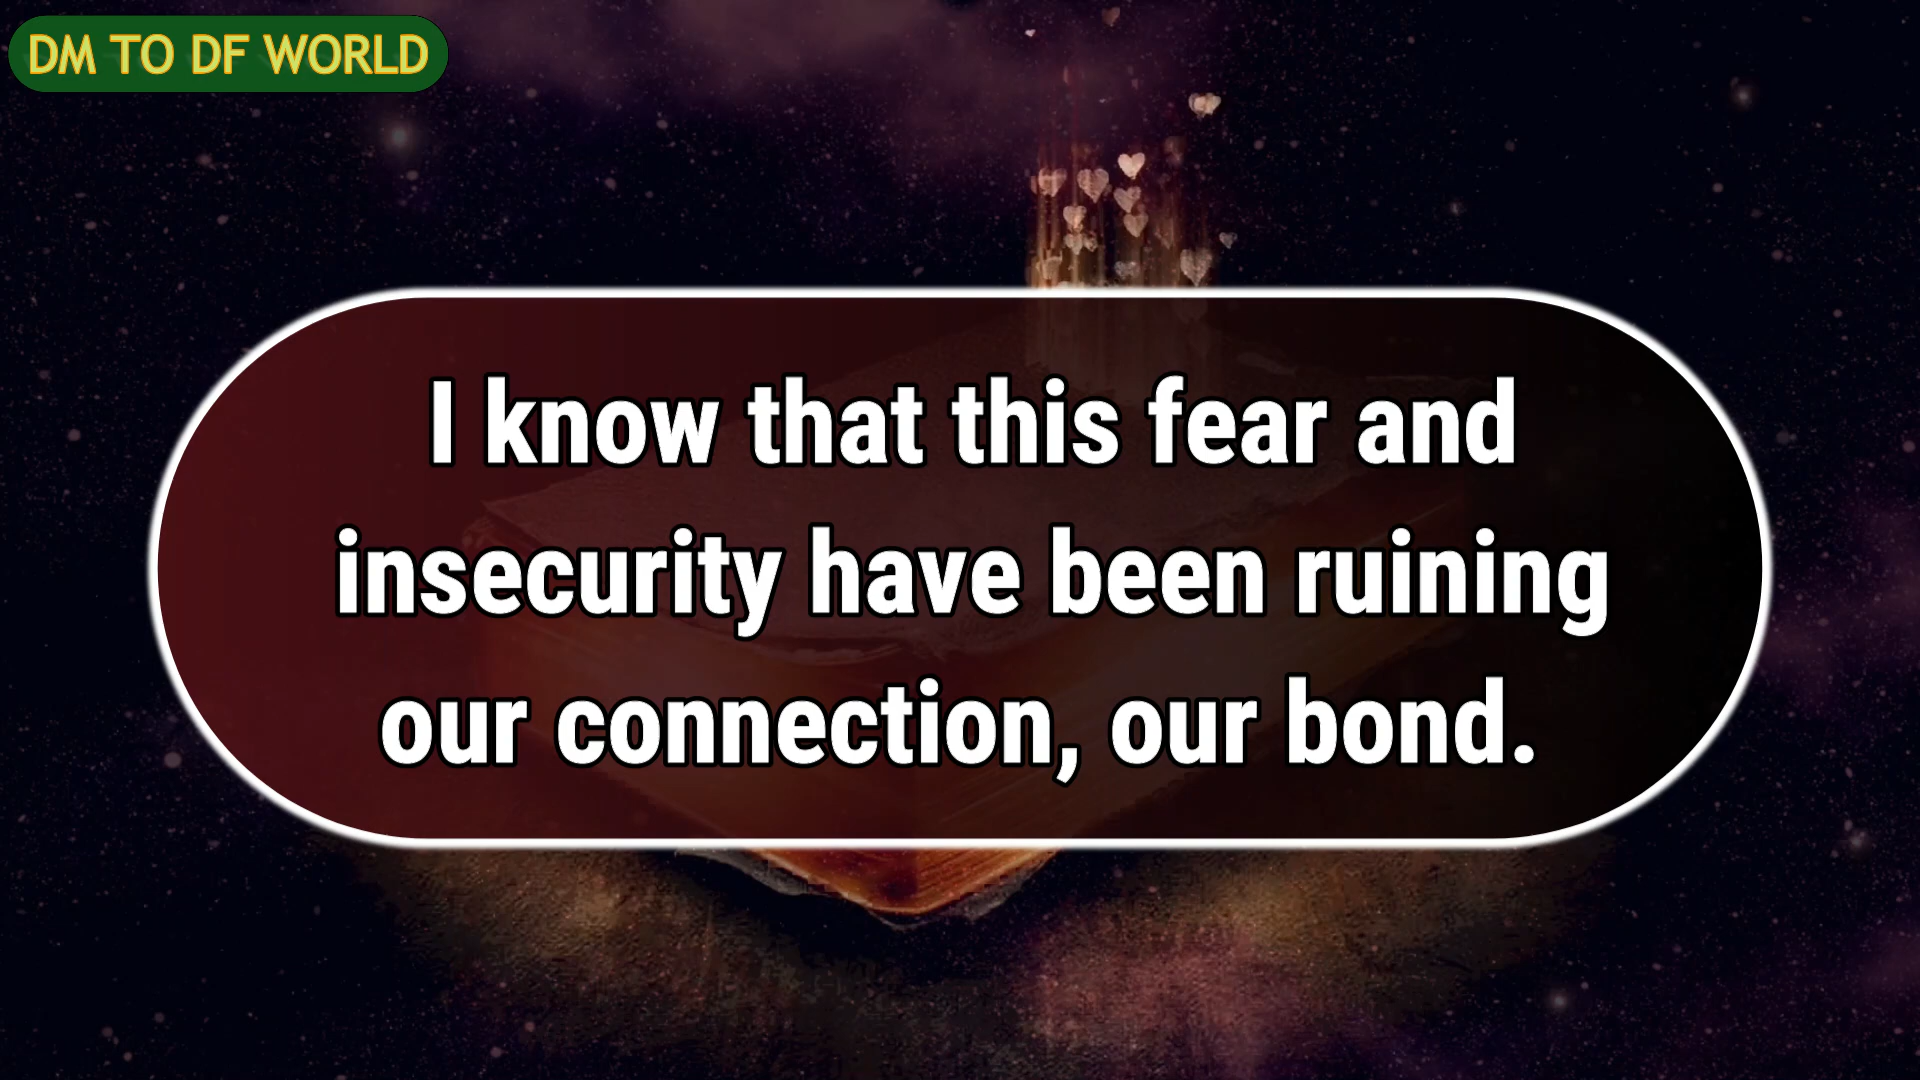 DM TO DF WORLD
I know that this fear and
insecurity have been ruining
our connection, our bond.